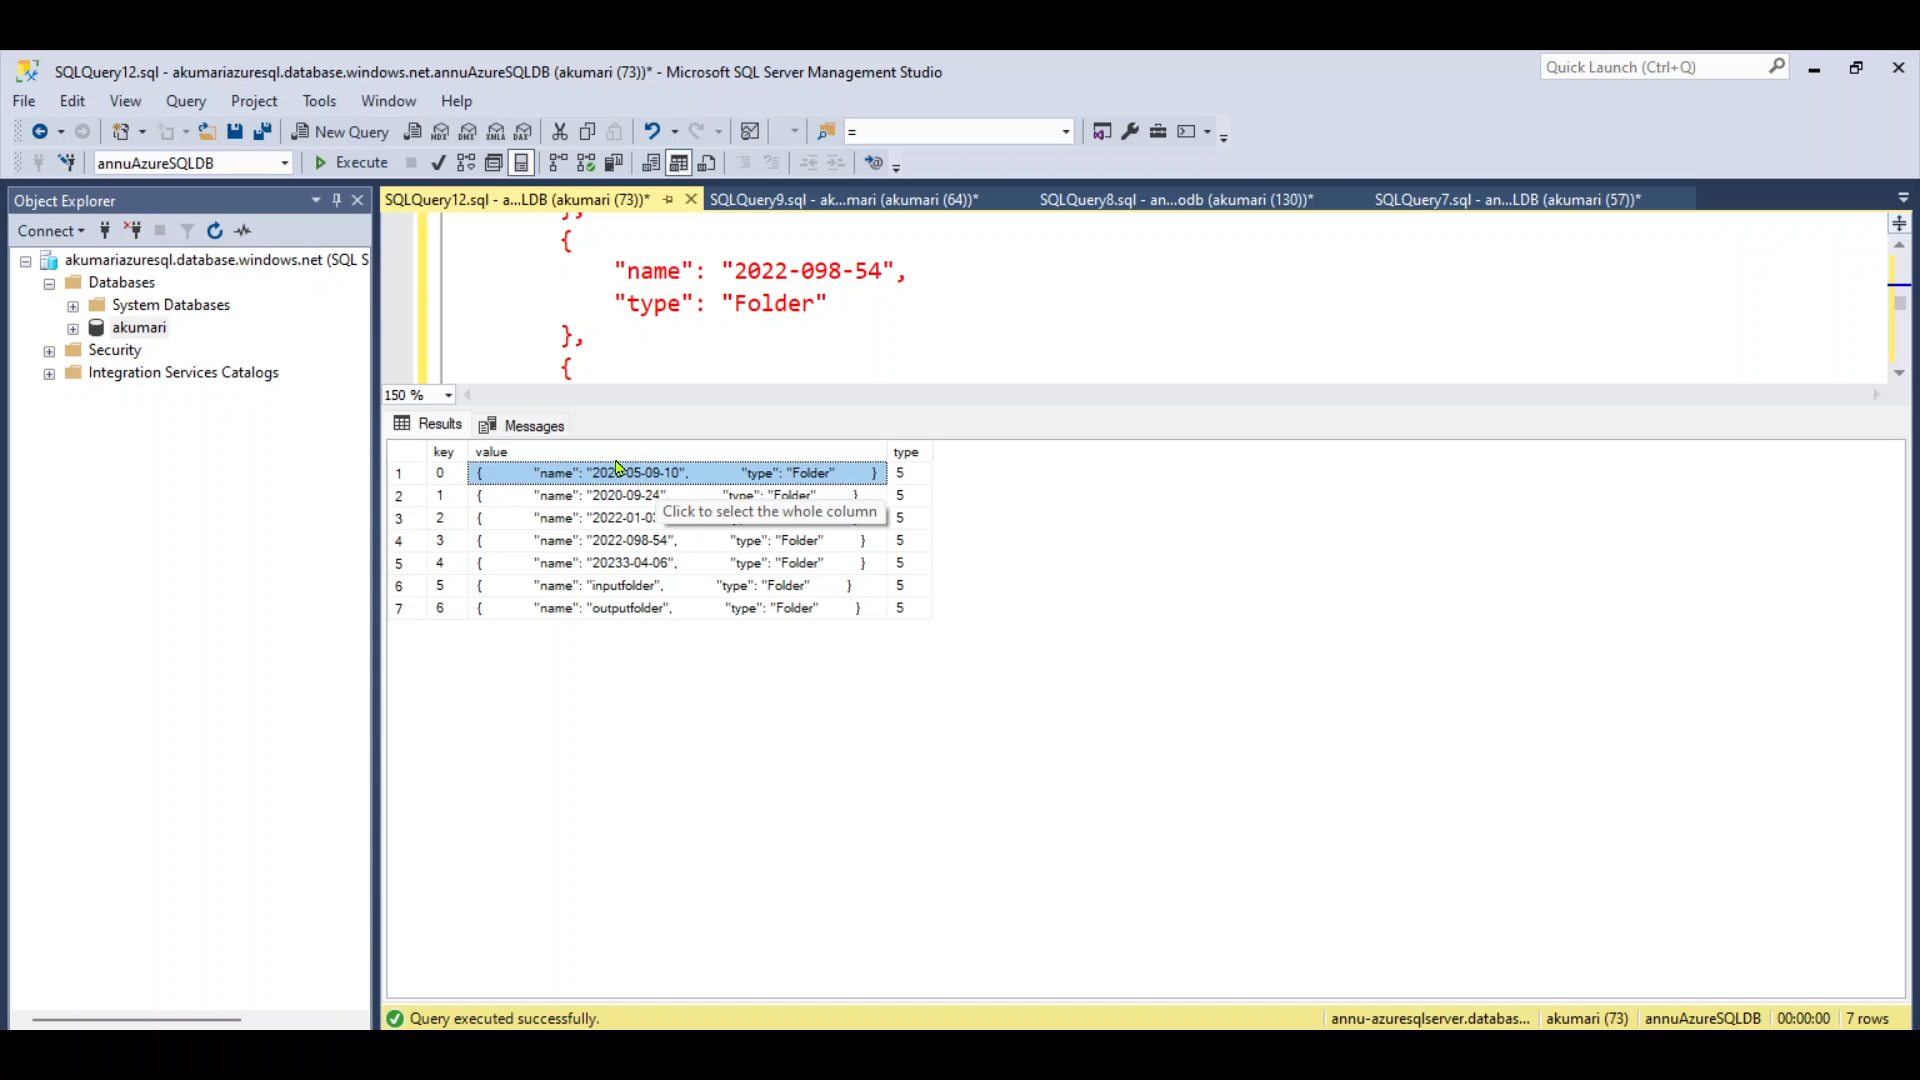 SQLQuery12.sql - akumariazuresql.database.windows.net.annuAzureSQLDB (akumari (73))* - Microsoft SQL Server Management Studio
Quick Launch (Ctrl+Q)
File Edit View Query Project Tools Window Help
New Query MDX DMX XMLA DAX =
annuAzureSQLDB Execute
Object Explorer
Connect
akumariazuresql.database.windows.net (SQL S
Databases
System Databases
akumari
Security
Integration Services Catalogs
SQLQuery12.sql - a...LDB (akumari (73))* SQLQuery9.sql - ak...mari (akumari (64))* SQLQuery8.sql - an...odb (akumari (130))* SQLQuery7.sql - an...LDB (akumari (57))*
},
{
"name": "2022-098-54",
"type": "Folder"
},
{
150 %
Results Messages
key value type
1 0 { "name": "2020-05-09-10", "type": "Folder" } 5
2 1 { "name": "2020-09-24", "type": "Folder" } 5
3 2 { "name": "2022-01-0 5
Click to select the whole column
4 3 { "name": "2022-098-54", "type": "Folder" } 5
5 4 { "name": "20233-04-06", "type": "Folder" } 5
6 5 { "name": "inputfolder", "type": "Folder" } 5
7 6 { "name": "outputfolder", "type": "Folder" } 5
Query executed successfully. annu-azuresqlserver.databas... akumari (73) annuAzureSQLDB 00:00:00 7 rows